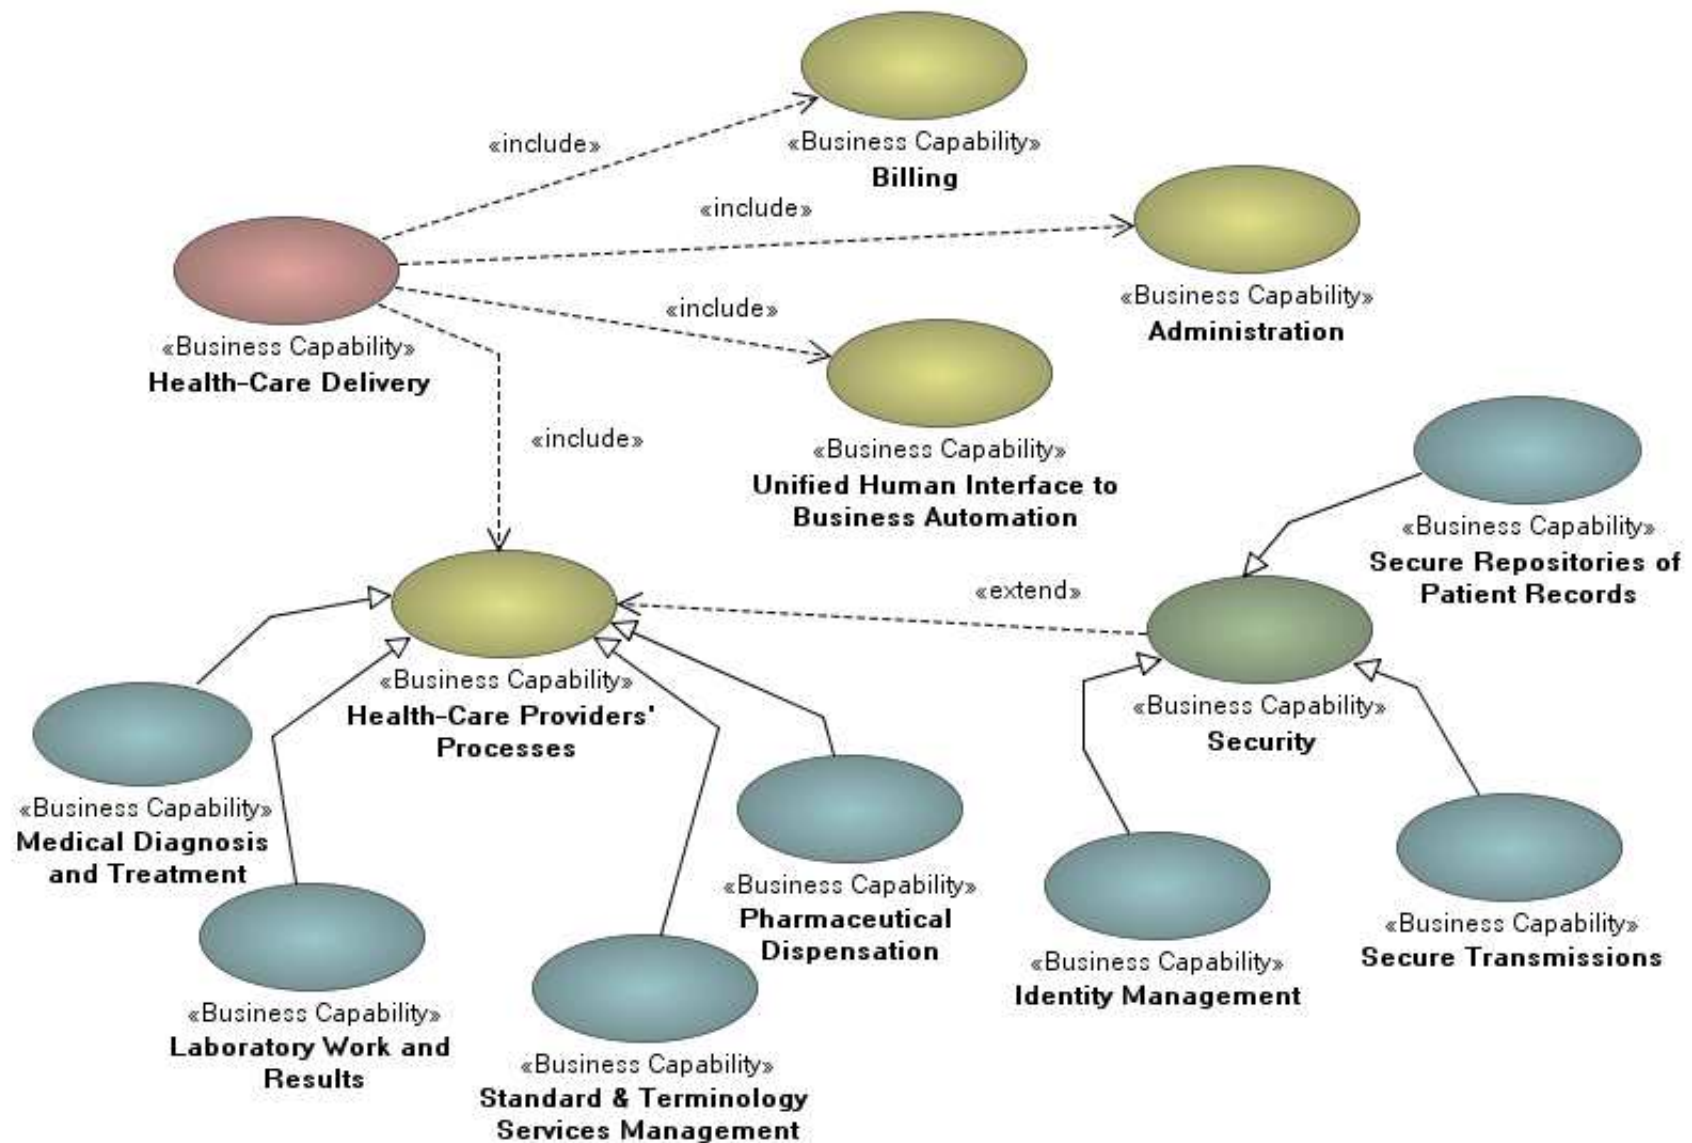 «include»
«Business Capability»
Billing
«include»
«Business Capability»
Administration
«Business Capability»
Health-Care Delivery
«include»
«Business Capability»
Unified Human Interface to
Business Automation
«include»
«Business Capability»
Secure Repositories of
Patient Records
«extend»
«Business Capability»
Health-Care Providers'
Processes
«Business Capability»
Security
«Business Capability»
Medical Diagnosis
and Treatment
«Business Capability»
Pharmaceutical
Dispensation
«Business Capability»
Identity Management
«Business Capability»
Secure Transmissions
«Business Capability»
Laboratory Work and
Results
«Business Capability»
Standard & Terminology
Services Management